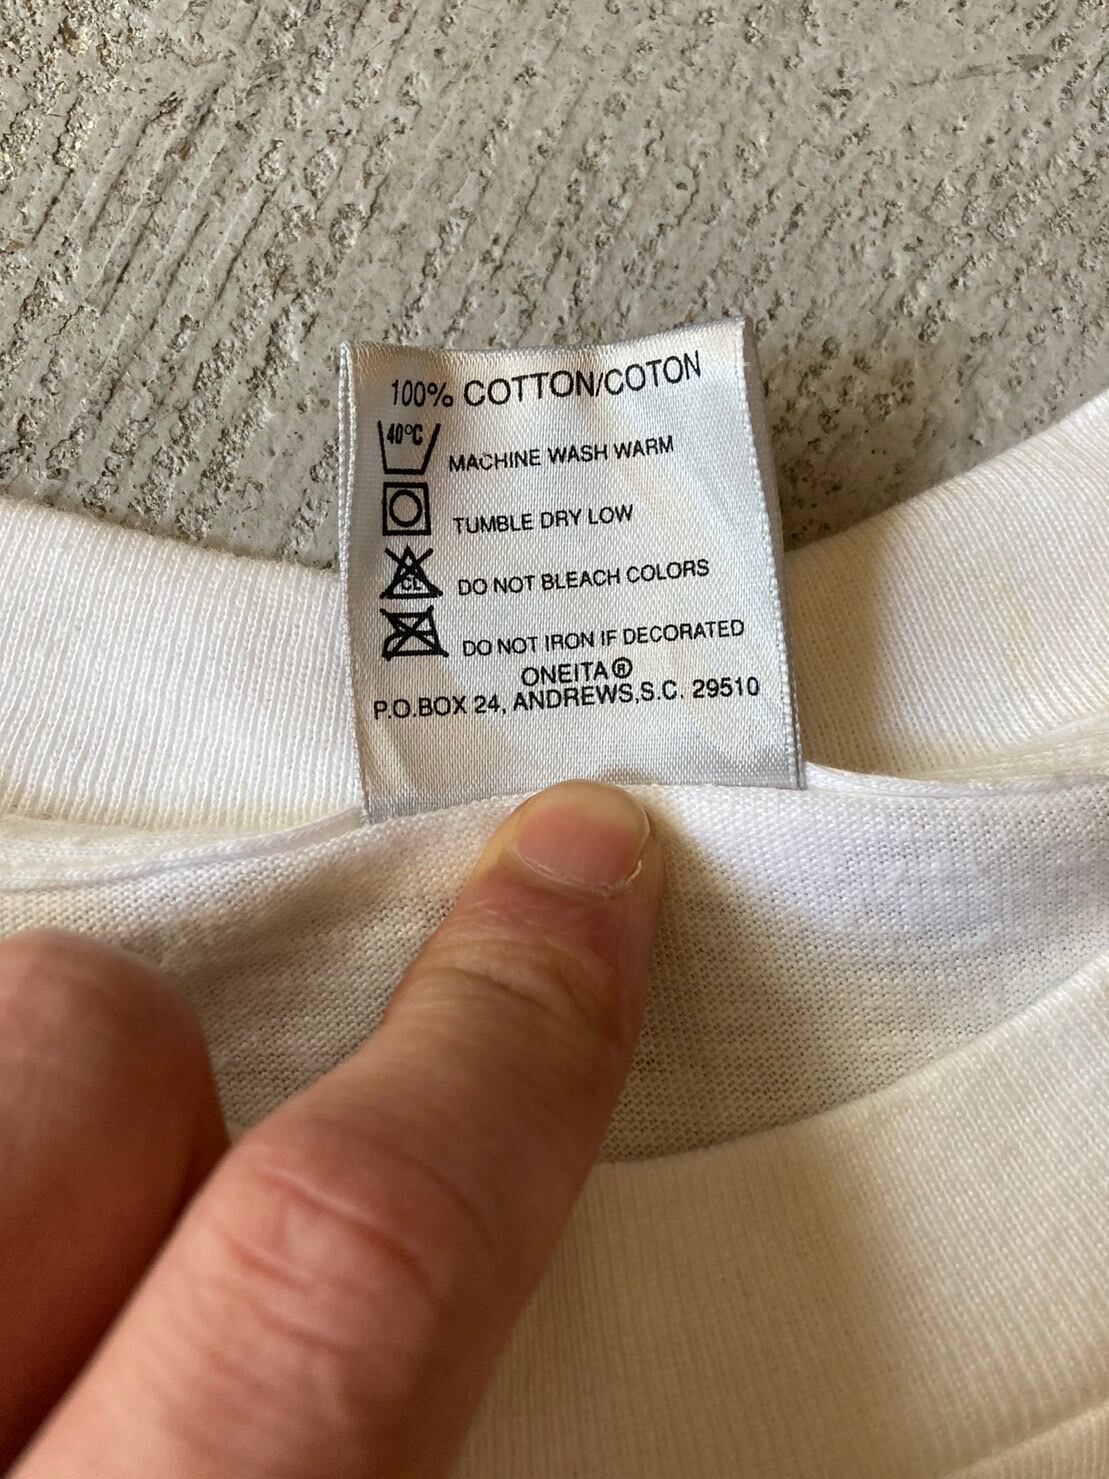 100% COTTON/COTON
40°C MACHINE WASH WARM
TUMBLE DRY LOW
CL DO NOT BLEACH COLORS
DO NOT IRON IF DECORATED
ONEITA®
P.O.BOX 24, ANDREWS,S.C. 29510